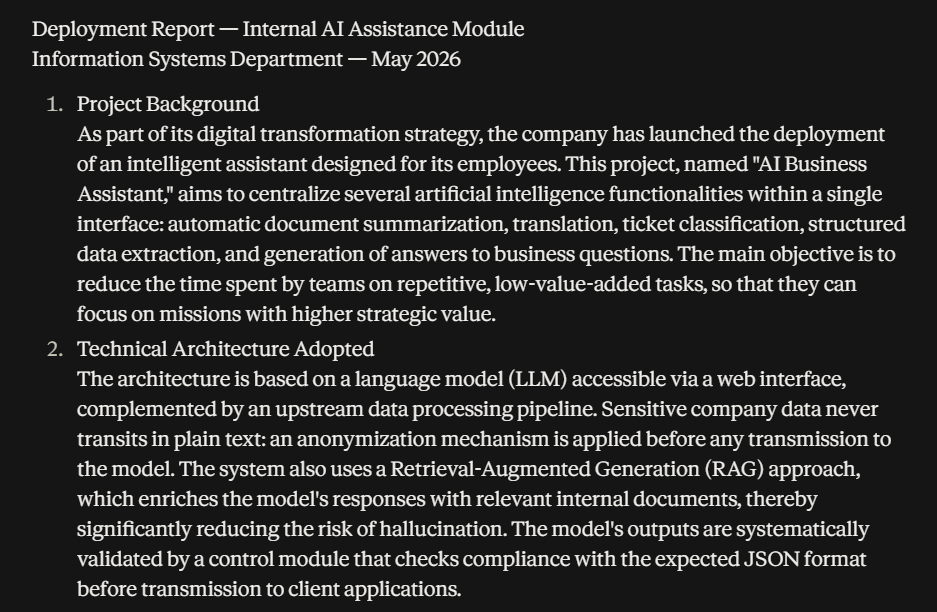 Deployment Report — Internal AI Assistance Module
Information Systems Department — May 2026
1. Project Background
As part of its digital transformation strategy, the company has launched the deployment
of an intelligent assistant designed for its employees. This project, named "AI Business
Assistant," aims to centralize several artificial intelligence functionalities within a single
interface: automatic document summarization, translation, ticket classification, structured
data extraction, and generation of answers to business questions. The main objective is to
reduce the time spent by teams on repetitive, low-value-added tasks, so that they can
focus on missions with higher strategic value.
2. Technical Architecture Adopted
The architecture is based on a language model (LLM) accessible via a web interface,
complemented by an upstream data processing pipeline. Sensitive company data never
transits in plain text: an anonymization mechanism is applied before any transmission to
the model. The system also uses a Retrieval-Augmented Generation (RAG) approach,
which enriches the model's responses with relevant internal documents, thereby
significantly reducing the risk of hallucination. The model's outputs are systematically
validated by a control module that checks compliance with the expected JSON format
before transmission to client applications.